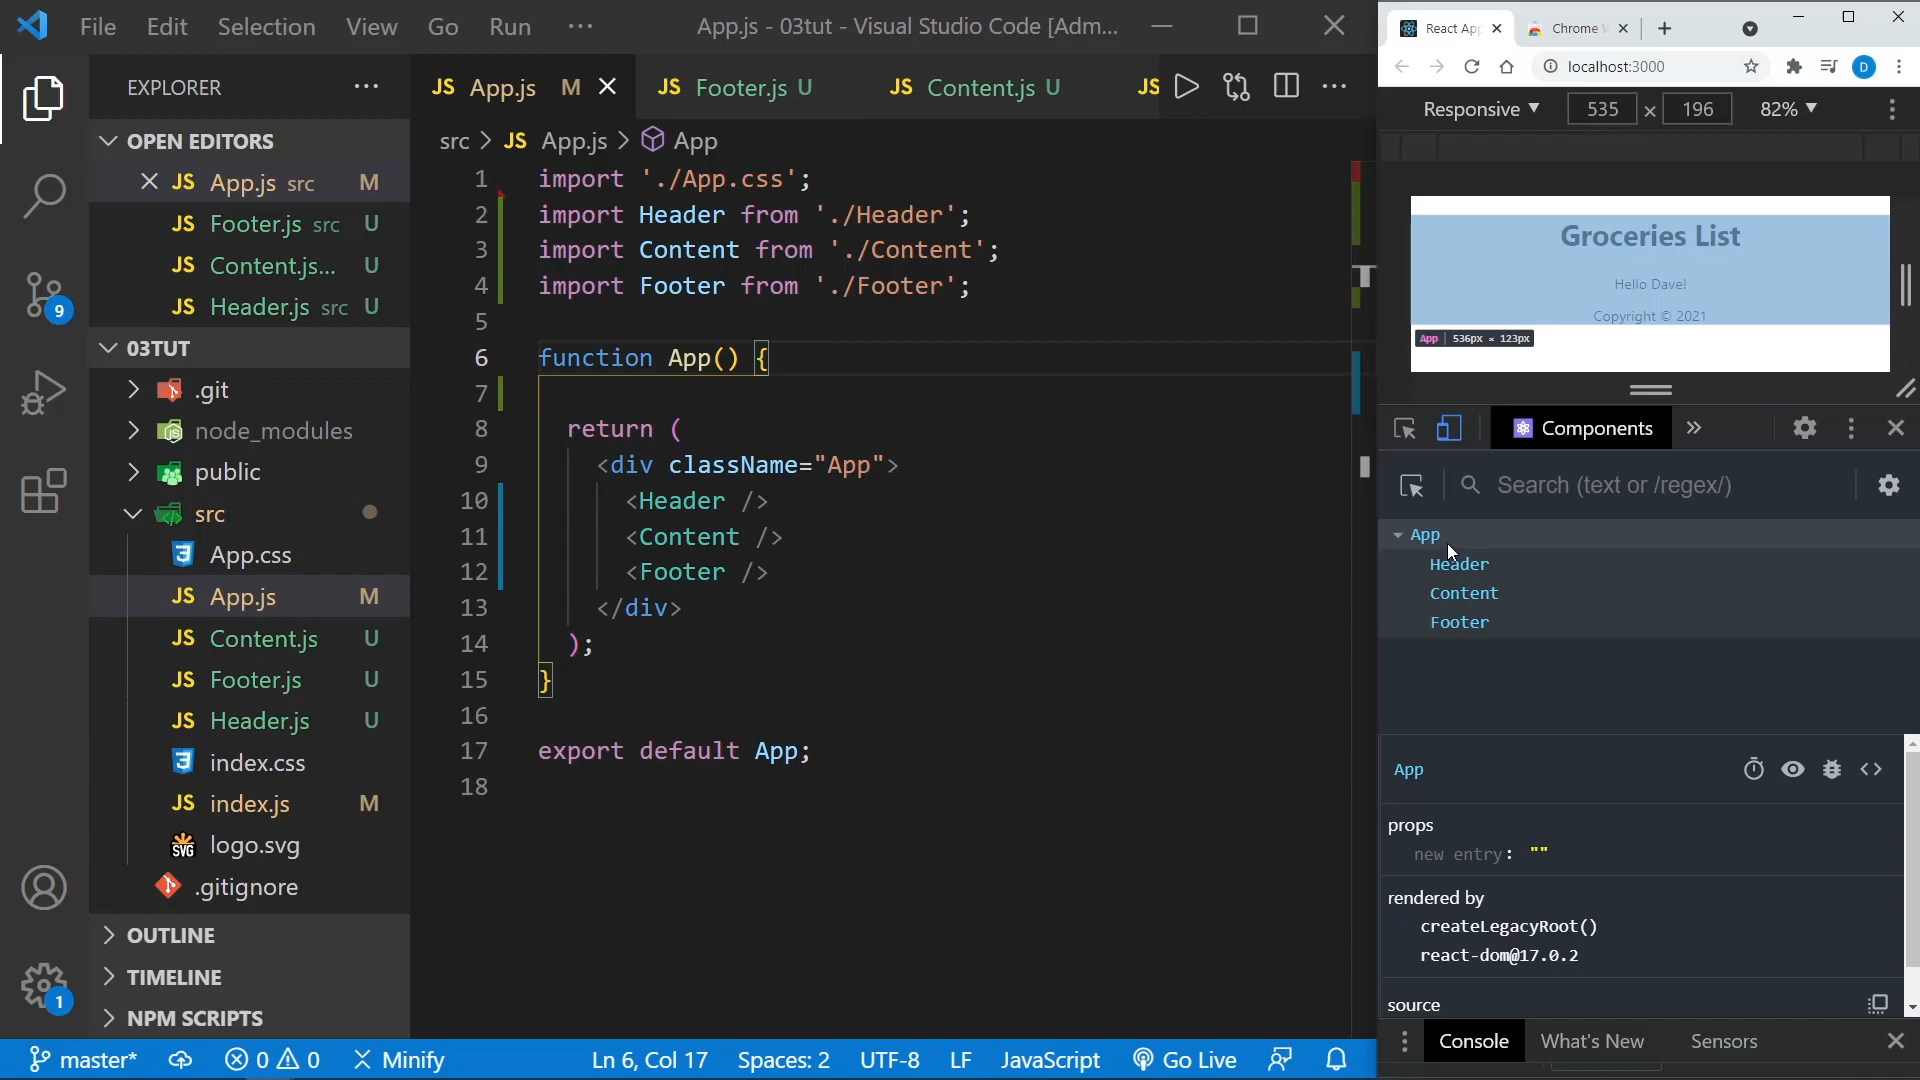 File Edit Selection View Go Run ··· App.js - 03tut - Visual Studio Code [Adm...
EXPLORER ···
OPEN EDITORS
JS App.js src M
JS Footer.js src U
JS Content.js... U
JS Header.js src U
03TUT
.git
node_modules
public
src
App.css
JS App.js M
JS Content.js U
JS Footer.js U
JS Header.js U
index.css
JS index.js M
SVG logo.svg
.gitignore
OUTLINE
TIMELINE
NPM SCRIPTS
9
1
JS App.js M JS Footer.js U JS Content.js U JS
src > JS App.js > App
1 import './App.css';
2 import Header from './Header';
3 import Content from './Content';
4 import Footer from './Footer';
5
6 function App() {
7
8 return (
9 <div className="App">
10 <Header />
11 <Content />
12 <Footer />
13 </div>
14 );
15 }
16
17 export default App;
18
master* 0 0 Minify Ln 6, Col 17 Spaces: 2 UTF-8 LF JavaScript Go Live
React App Chrome
localhost:3000 D
Responsive 535 × 196 82%
Groceries List
Hello Dave!
Copyright © 2021
App 536px × 123px
Components
Search (text or /regex/)
App
Header
Content
Footer
App
props
new entry: ""
rendered by
createLegacyRoot()
react-dom@17.0.2
source
Console What's New Sensors